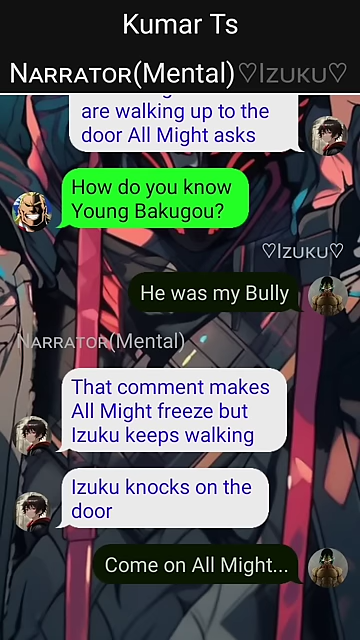 Kumar Ts
Narrator(Mental)♡Izuku♡
are walking up to the
door All Might asks
How do you know
Young Bakugou?
♡Izuku♡
He was my Bully
Narrator(Mental)
That comment makes
All Might freeze but
Izuku keeps walking
Izuku knocks on the
door
Come on All Might...